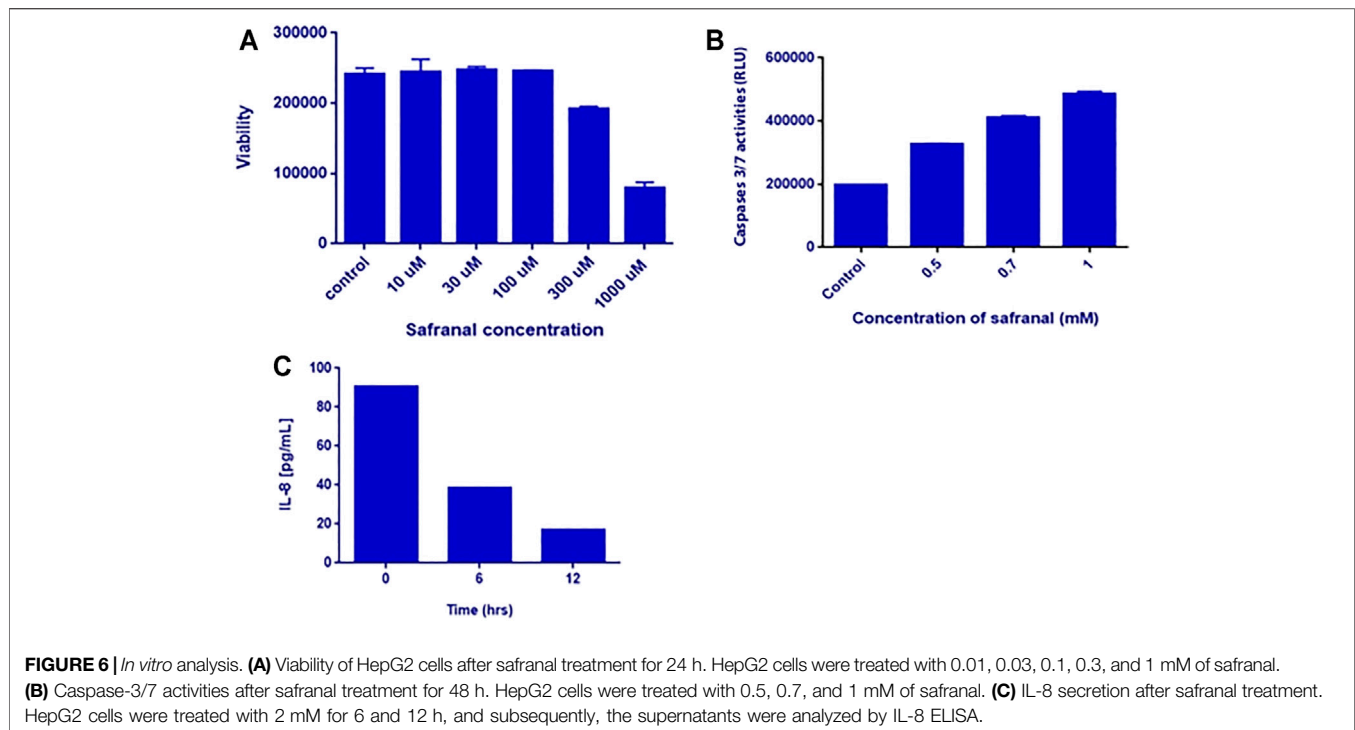 A
300000
200000
100000
0
Viability
control
10 uM
30 uM
100 uM
300 uM
1000 uM
Safranal concentration
B
600000
400000
200000
0
Caspases 3/7 activities (RLU)
Control
0.5
0.7
1
Concentration of safranal (mM)
C
100
80
60
40
20
0
IL-8 [pg/mL]
0
6
12
Time (hrs)
FIGURE 6 | In vitro analysis. (A) Viability of HepG2 cells after safranal treatment for 24 h. HepG2 cells were treated with 0.01, 0.03, 0.1, 0.3, and 1 mM of safranal.
(B) Caspase-3/7 activities after safranal treatment for 48 h. HepG2 cells were treated with 0.5, 0.7, and 1 mM of safranal. (C) IL-8 secretion after safranal treatment.
HepG2 cells were treated with 2 mM for 6 and 12 h, and subsequently, the supernatants were analyzed by IL-8 ELISA.